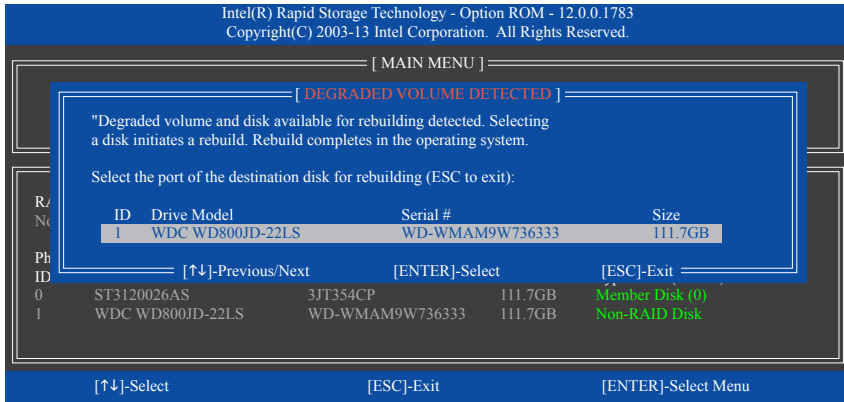 Intel(R) Rapid Storage Technology - Option ROM - 12.0.0.1783
Copyright(C) 2003-13 Intel Corporation. All Rights Reserved.
[ MAIN MENU ]
[ DEGRADED VOLUME DETECTED ]
"Degraded volume and disk available for rebuilding detected. Selecting
a disk initiates a rebuild. Rebuild completes in the operating system.
Select the port of the destination disk for rebuilding (ESC to exit):
ID Drive Model Serial # Size
1 WDC WD800JD-22LS WD-WMAM9W736333 111.7GB
[↑↓]-Previous/Next [ENTER]-Select [ESC]-Exit
ID
0 ST3120026AS 3JT354CP 111.7GB Member Disk (0)
1 WDC WD800JD-22LS WD-WMAM9W736333 111.7GB Non-RAID Disk
[↑↓]-Select [ESC]-Exit [ENTER]-Select Menu